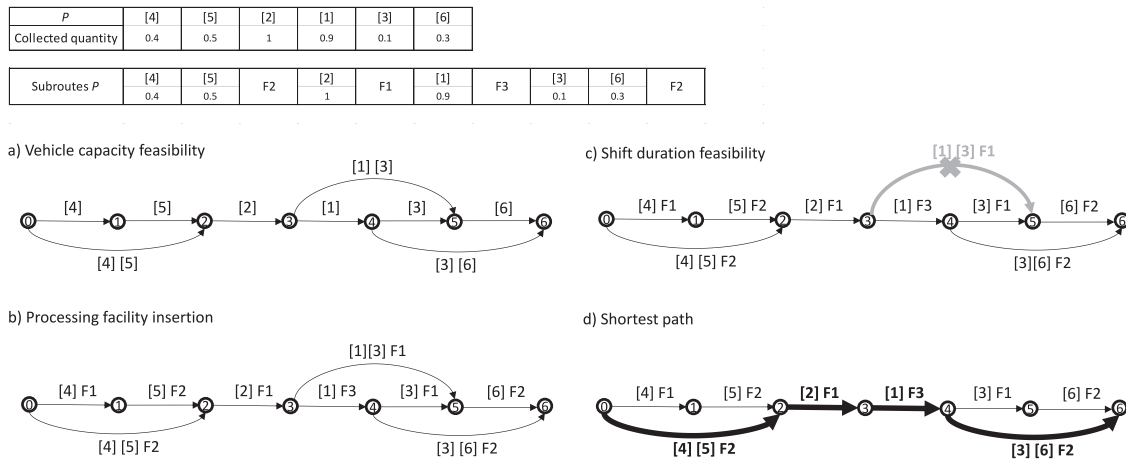 P [4] [5] [2] [1] [3] [6]
Collected quantity 0.4 0.5 1 0.9 0.1 0.3
Subroutes P [4] [5] F2 [2] F1 [1] F3 [3] [6] F2
0.4 0.5 1 0.9 0.1 0.3
a) Vehicle capacity feasibility
[1] [3]
[4] [5] [2] [1] [3] [6]
0 1 2 3 4 5 6
[4] [5] [3] [6]
b) Processing facility insertion
[1][3] F1
[4] F1 [5] F2 [2] F1 [1] F3 [3] F1 [6] F2
0 1 2 3 4 5 6
[4] [5] F2 [3] [6] F2
c) Shift duration feasibility
[1] [3] F1
[4] F1 [5] F2 [2] F1 [1] F3 [3] F1 [6] F2
0 1 2 3 4 5 6
[4] [5] F2 [3][6] F2
d) Shortest path
[4] F1 [5] F2 [2] F1 [1] F3 [3] F1 [6] F2
0 1 2 3 4 5 6
[4] [5] F2 [3] [6] F2